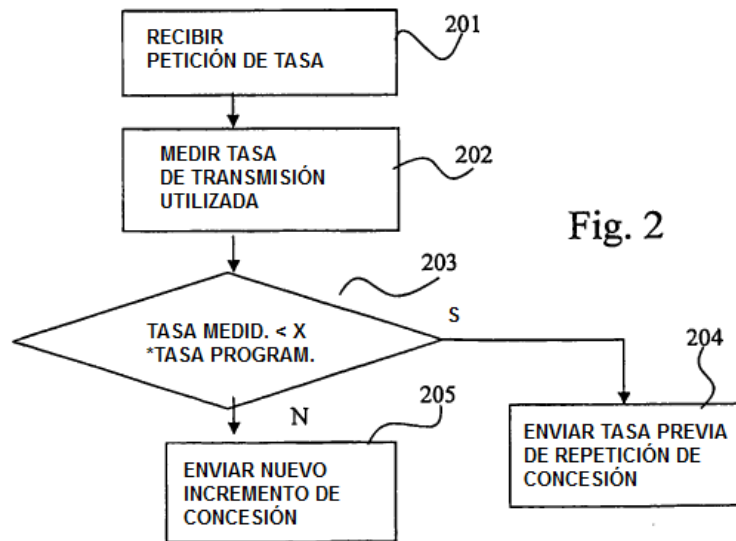 201
RECIBIR
PETICIÓN DE TASA
202
MEDIR TASA
DE TRANSMISIÓN
UTILIZADA
Fig. 2
203
TASA MEDID. < X
*TASA PROGRAM.
S
204
N
205
ENVIAR TASA PREVIA
DE REPETICIÓN DE
CONCESIÓN
ENVIAR NUEVO
INCREMENTO DE
CONCESIÓN